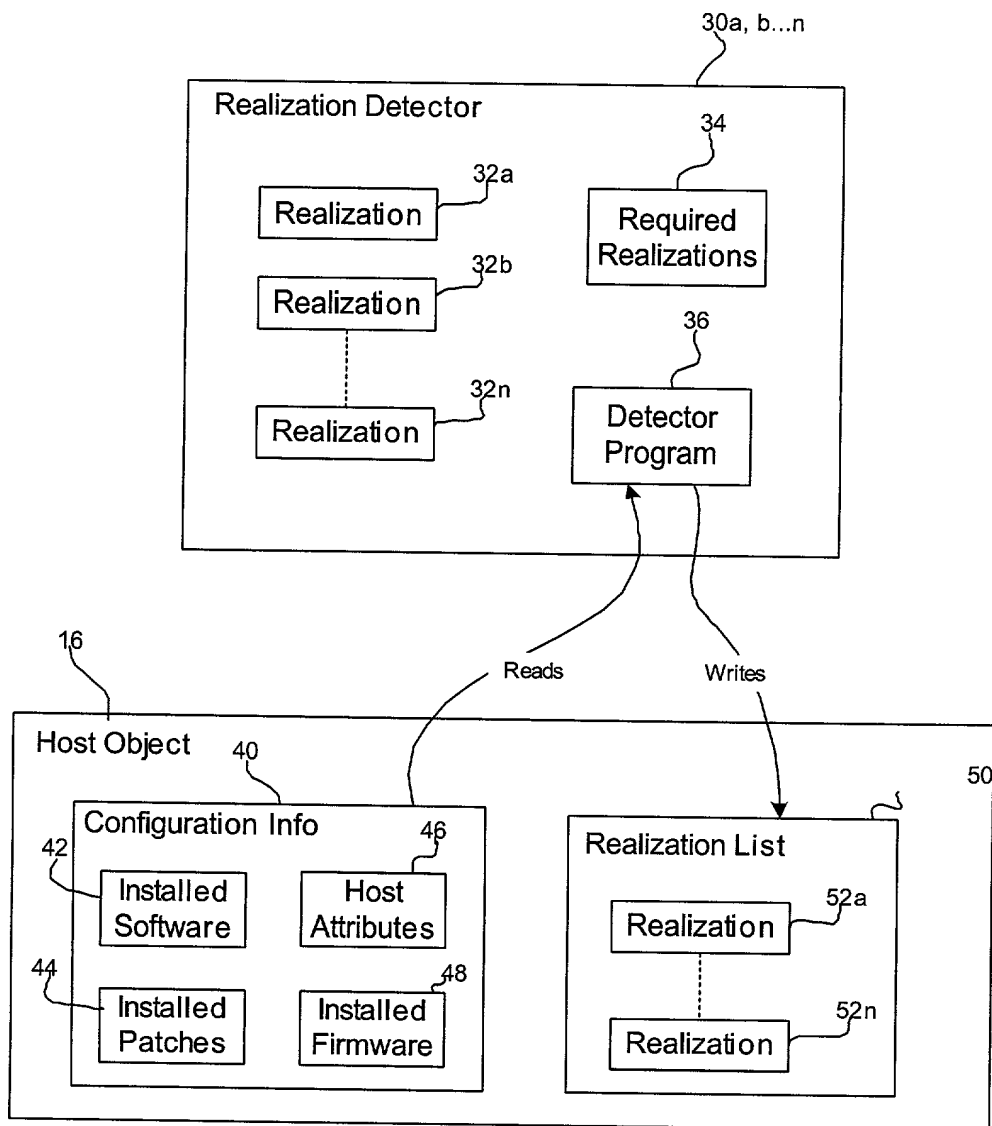 30a, b...n
Realization Detector
34
32a
Realization
Required
Realizations
32b
Realization
36
32n
Realization
Detector
Program
16
Reads
Writes
Host Object
40
50
Configuration Info
42
46
Realization List
Installed
Software
Host
Attributes
52a
Realization
44
48
Installed
Patches
Installed
Firmware
52n
Realization